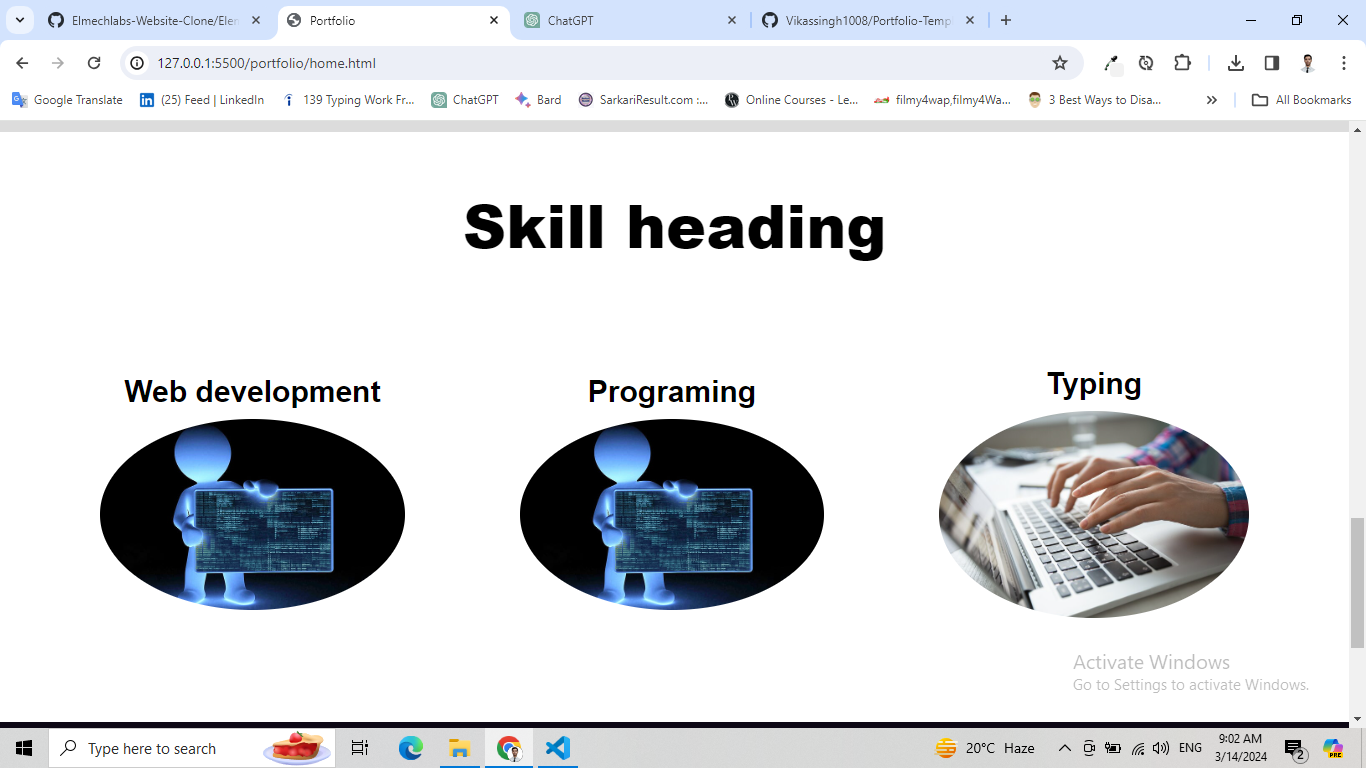 Elmechlabs-Website-Clone/Eler
Portfolio
ChatGPT
Vikassingh1008/Portfolio-Temp
127.0.0.1:5500/portfolio/home.html
Google Translate
(25) Feed | LinkedIn
139 Typing Work Fr...
ChatGPT
Bard
SarkariResult.com :...
Online Courses - Le...
filmy4wap,filmy4Wa...
3 Best Ways to Disa...
All Bookmarks
Skill heading
Web development
Programing
Typing
Activate Windows
Go to Settings to activate Windows.
Type here to search
20°C Haze
ENG
9:02 AM
3/14/2024
2
PRE